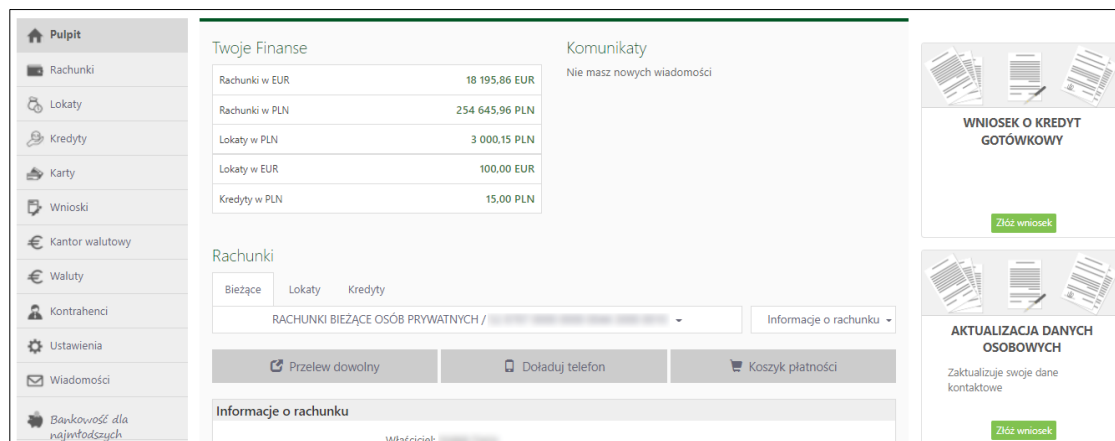 Pulpit
Rachunki
Lokaty
Kredyty
Karty
Wnioski
Kantor walutowy
Waluty
Kontrahenci
Ustawienia
Wiadomości
Bankowość dla
najmłodszych
Twoje Finanse
Rachunki w EUR 18 195,86 EUR
Rachunki w PLN 254 645,96 PLN
Lokaty w PLN 3 000,15 PLN
Lokaty w EUR 100,00 EUR
Kredyty w PLN 15,00 PLN
Komunikaty
Nie masz nowych wiadomości
Rachunki
Bieżące Lokaty Kredyty
RACHUNKI BIEŻĄCE OSÓB PRYWATNYCH /
Informacje o rachunku
Przelew dowolny Doładuj telefon Koszyk płatności
Informacje o rachunku
Właściciel:
WNIOSEK O KREDYT
GOTÓWKOWY
Złóż wniosek
AKTUALIZACJA DANYCH
OSOBOWYCH
Zaktualizuje swoje dane
kontaktowe
Złóż wniosek